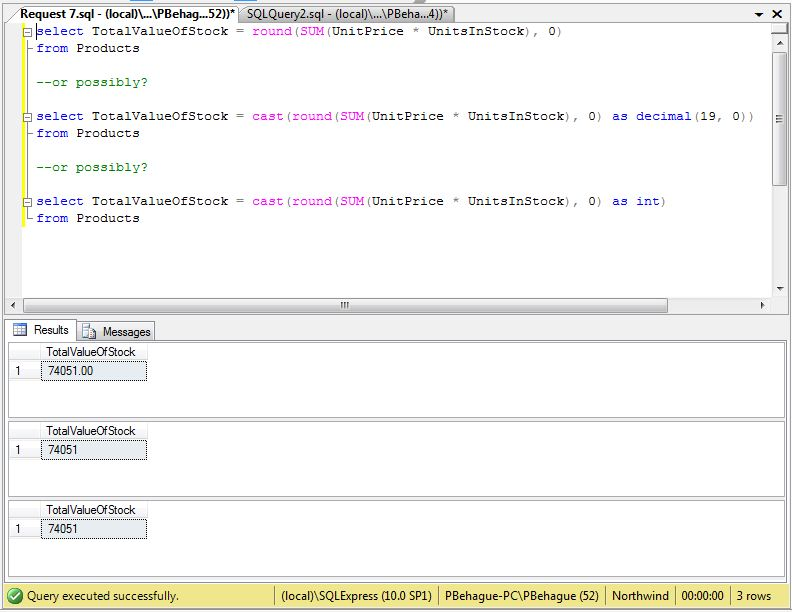 Request 7.sql - (local)\...\PBehag...52))* SQLQuery2.sql - (local)\...\PBeha...4))*
select TotalValueOfStock = round(SUM(UnitPrice * UnitsInStock), 0)
from Products
--or possibly?
select TotalValueOfStock = cast(round(SUM(UnitPrice * UnitsInStock), 0) as decimal(19, 0))
from Products
--or possibly?
select TotalValueOfStock = cast(round(SUM(UnitPrice * UnitsInStock), 0) as int)
from Products
Results Messages
TotalValueOfStock
1 74051.00
TotalValueOfStock
1 74051
TotalValueOfStock
1 74051
Query executed successfully. (local)\SQLExpress (10.0 SP1) PBehague-PC\PBehague (52) Northwind 00:00:00 3 rows